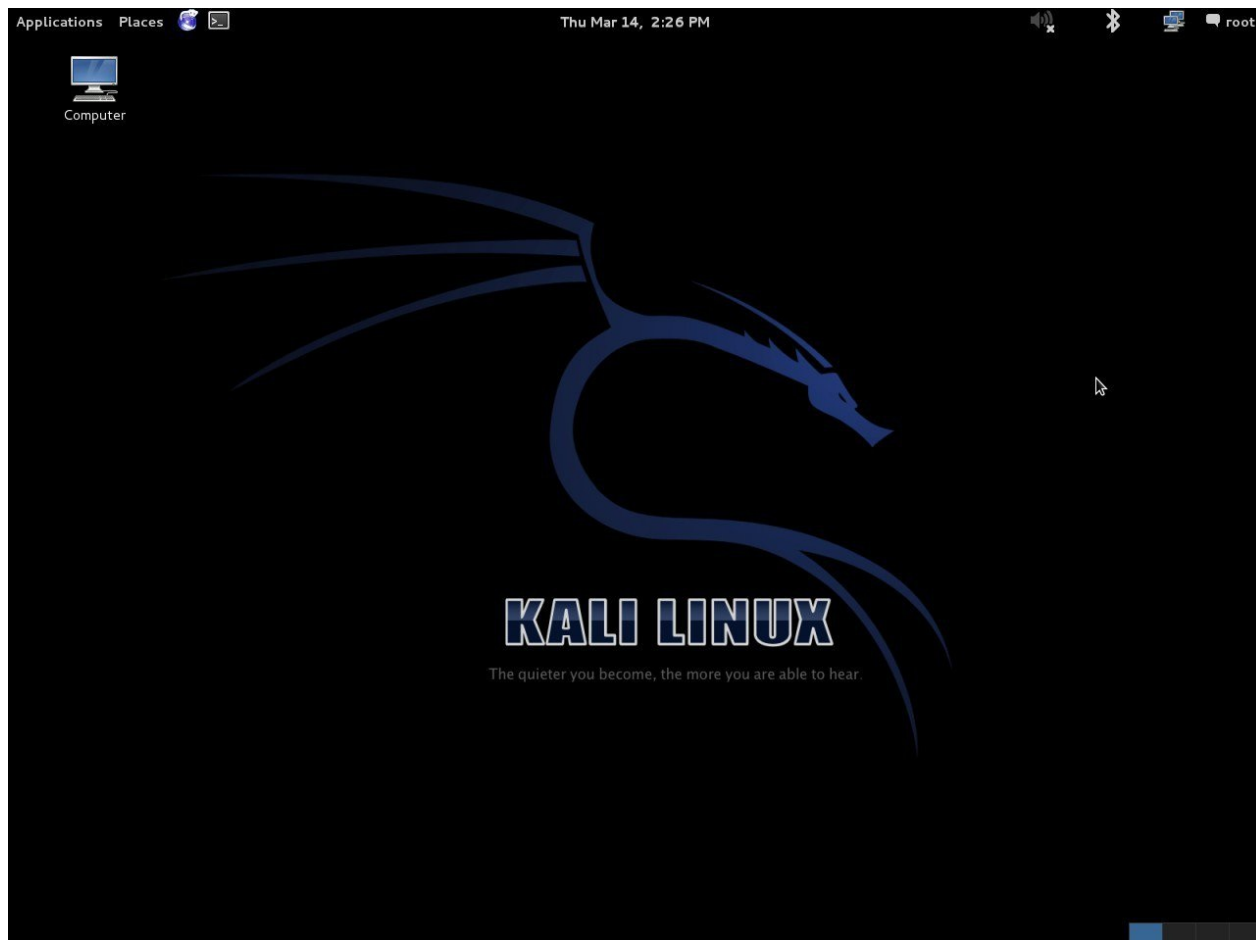 Applications Places Thu Mar 14, 2:26 PM root
Computer
KALI LINUX
The quieter you become, the more you are able to hear.